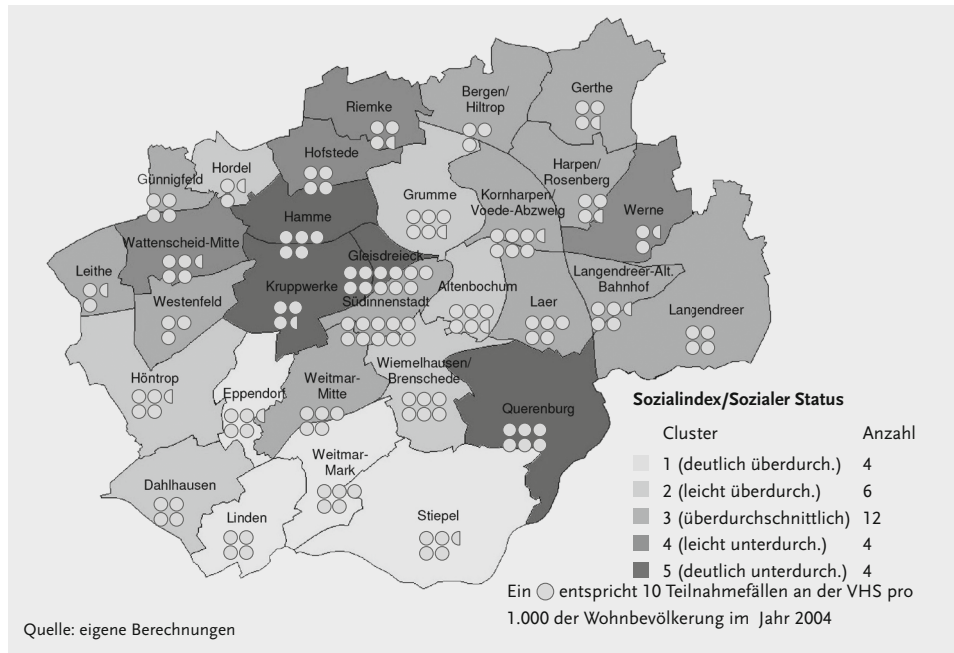 Gerthe
Bergen/
Hiltrop
Riemke
Hofstede
Hordel
Günnigfeld
Harpen/
Rosenberg
Grumme
Kornharpen/
Voede-Abzweig
Werne
Hamme
Wattenscheid-Mitte
Gleisdreieck
Leithe
Kruppwerke
Altenbochum
Langendreer-Alt.
Bahnhof
Westenfeld
Südinnenstadt
Laer
Langendreer
Höntrop
Eppendorf
Weitmar-
Mitte
Wiemelhausen/
Brenschede
Querenburg
Weitmar-
Mark
Dahlhausen
Linden
Stiepel
Sozialindex/Sozialer Status
Cluster Anzahl
1 (deutlich überdurch.) 4
2 (leicht überdurch.) 6
3 (überdurchschnittlich) 12
4 (leicht unterdurch.) 4
5 (deutlich unterdurch.) 4
Ein entspricht 10 Teilnahmefällen an der VHS pro
1.000 der Wohnbevölkerung im Jahr 2004
Quelle: eigene Berechnungen